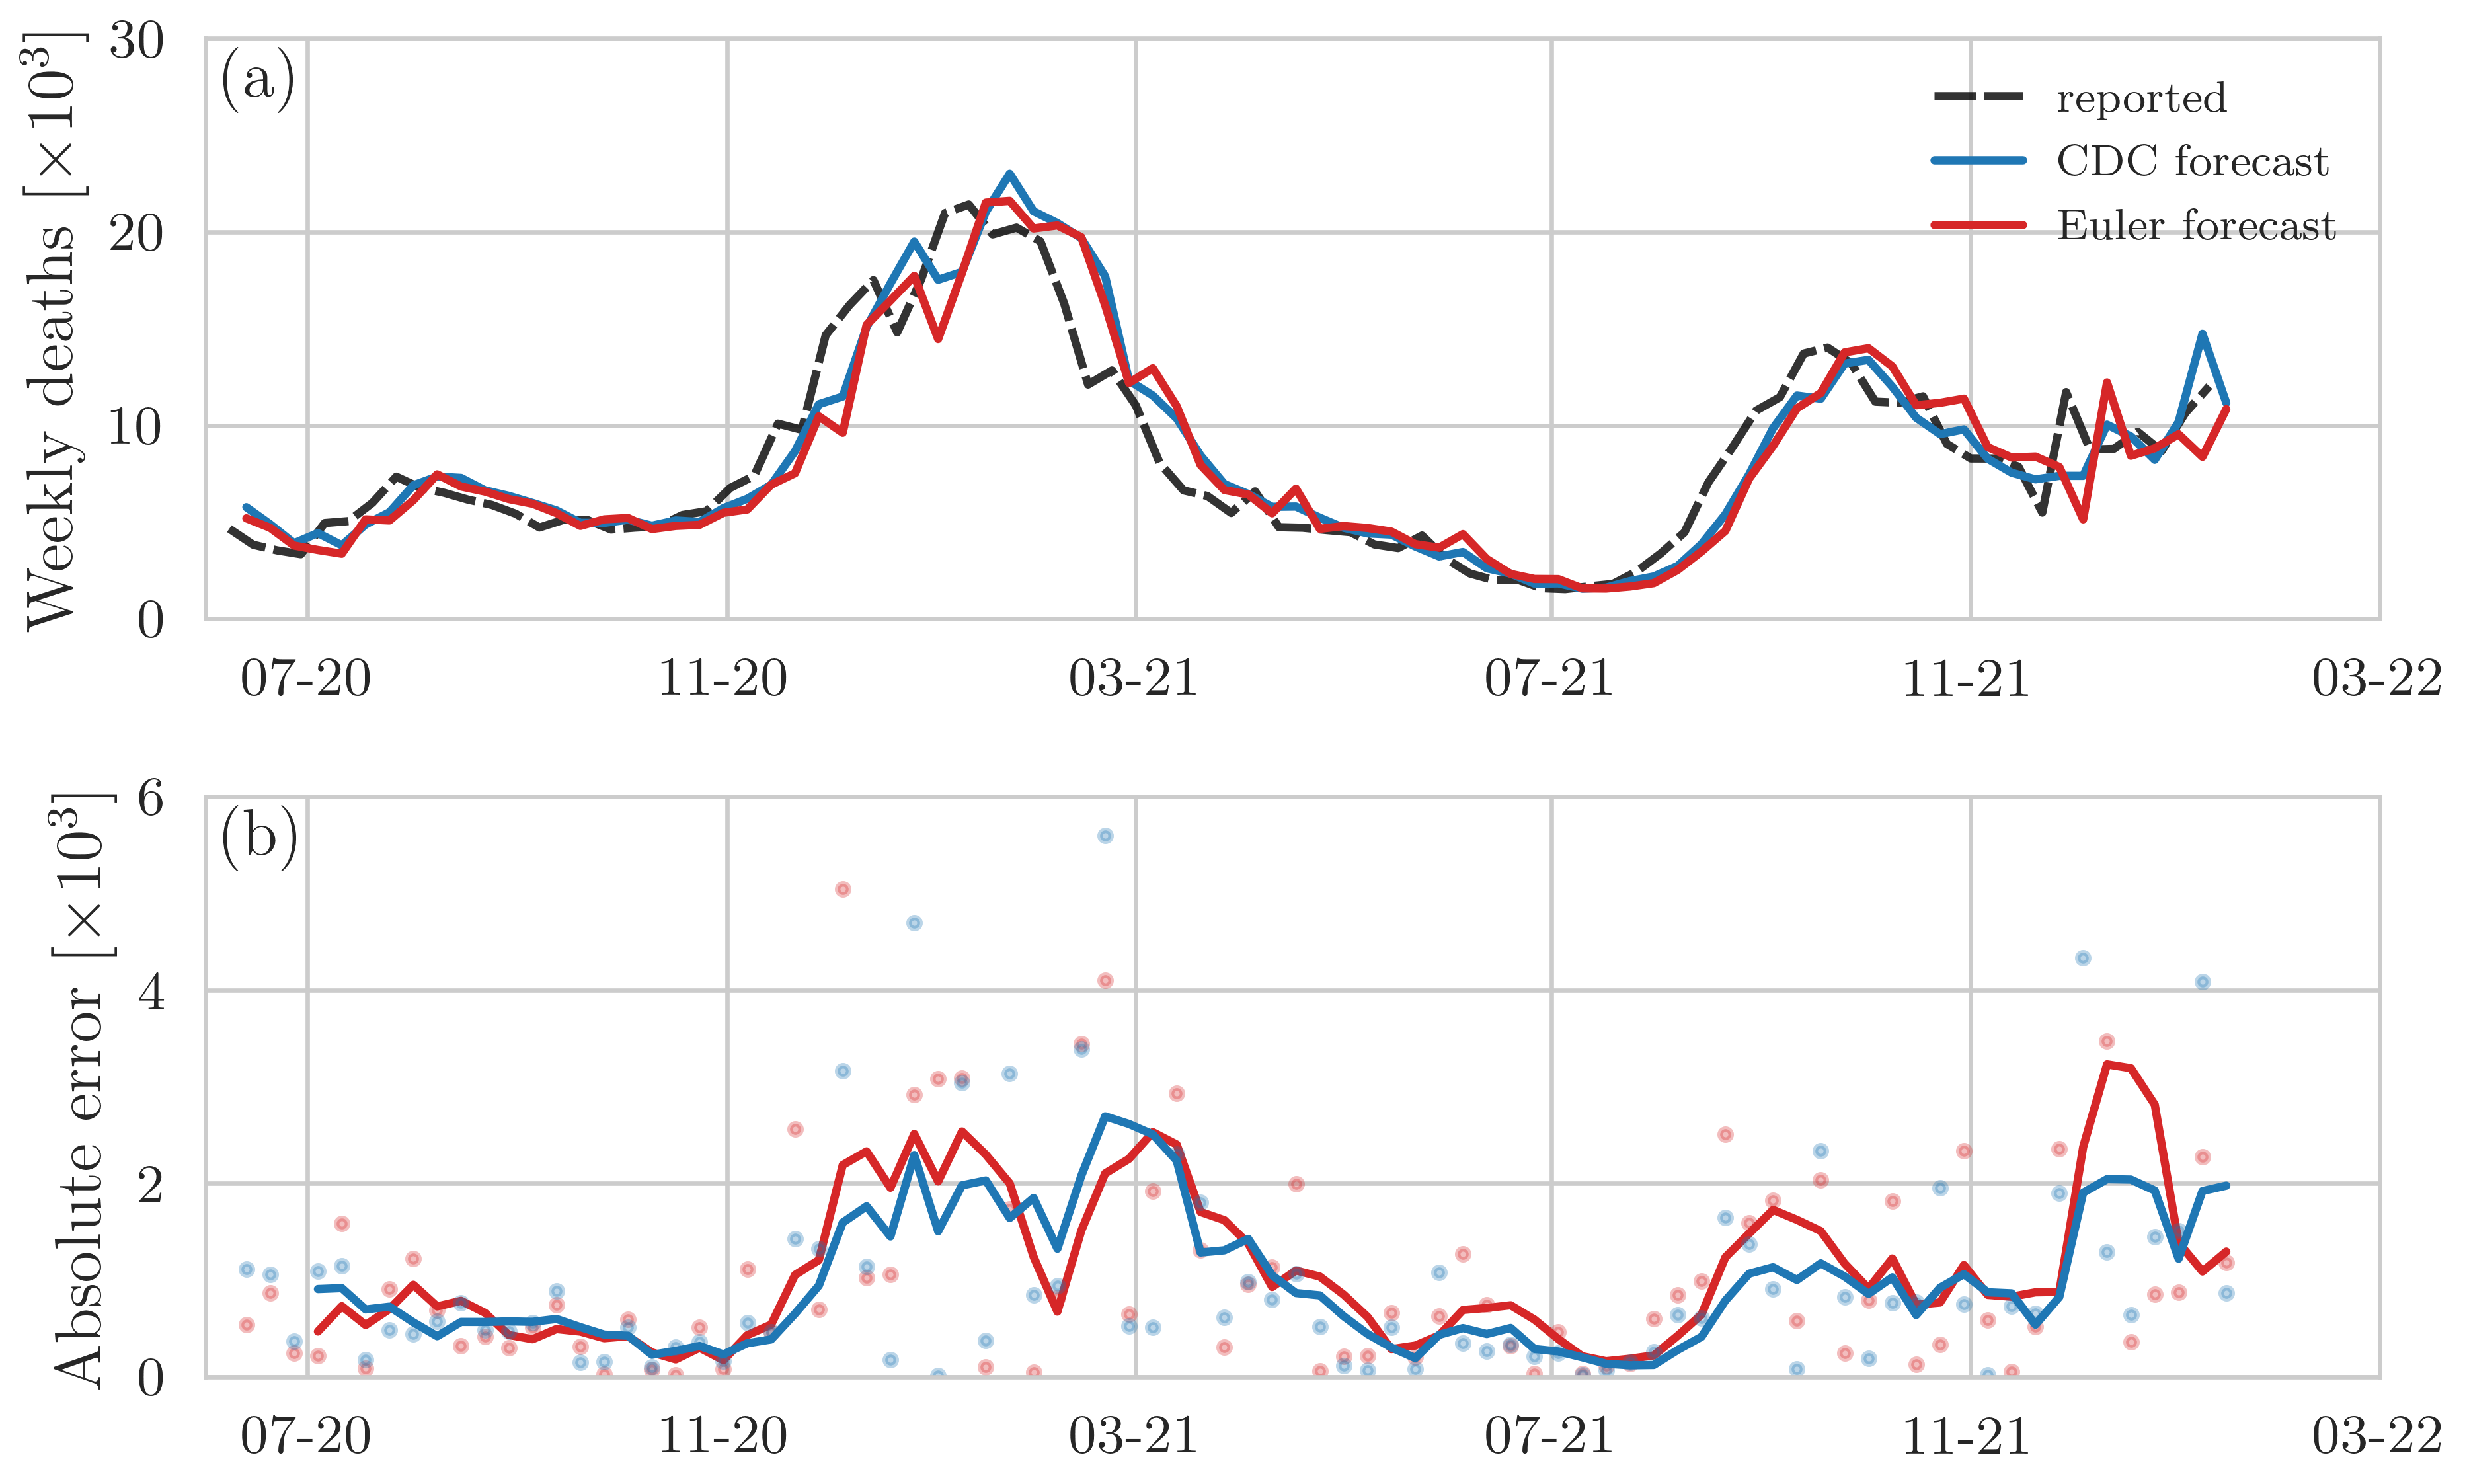 Weekly deaths [×10³]
30
20
10
0
(a)
reported
CDC forecast
Euler forecast
07-20
11-20
03-21
07-21
11-21
03-22
Absolute error [×10³]
6
4
2
0
(b)
07-20
11-20
03-21
07-21
11-21
03-22